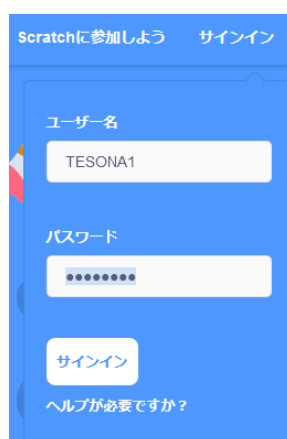 Scratchに参加しよう サインイン
ユーザー名
TESONA1
パスワード
••••••••
サインイン
ヘルプが必要ですか？